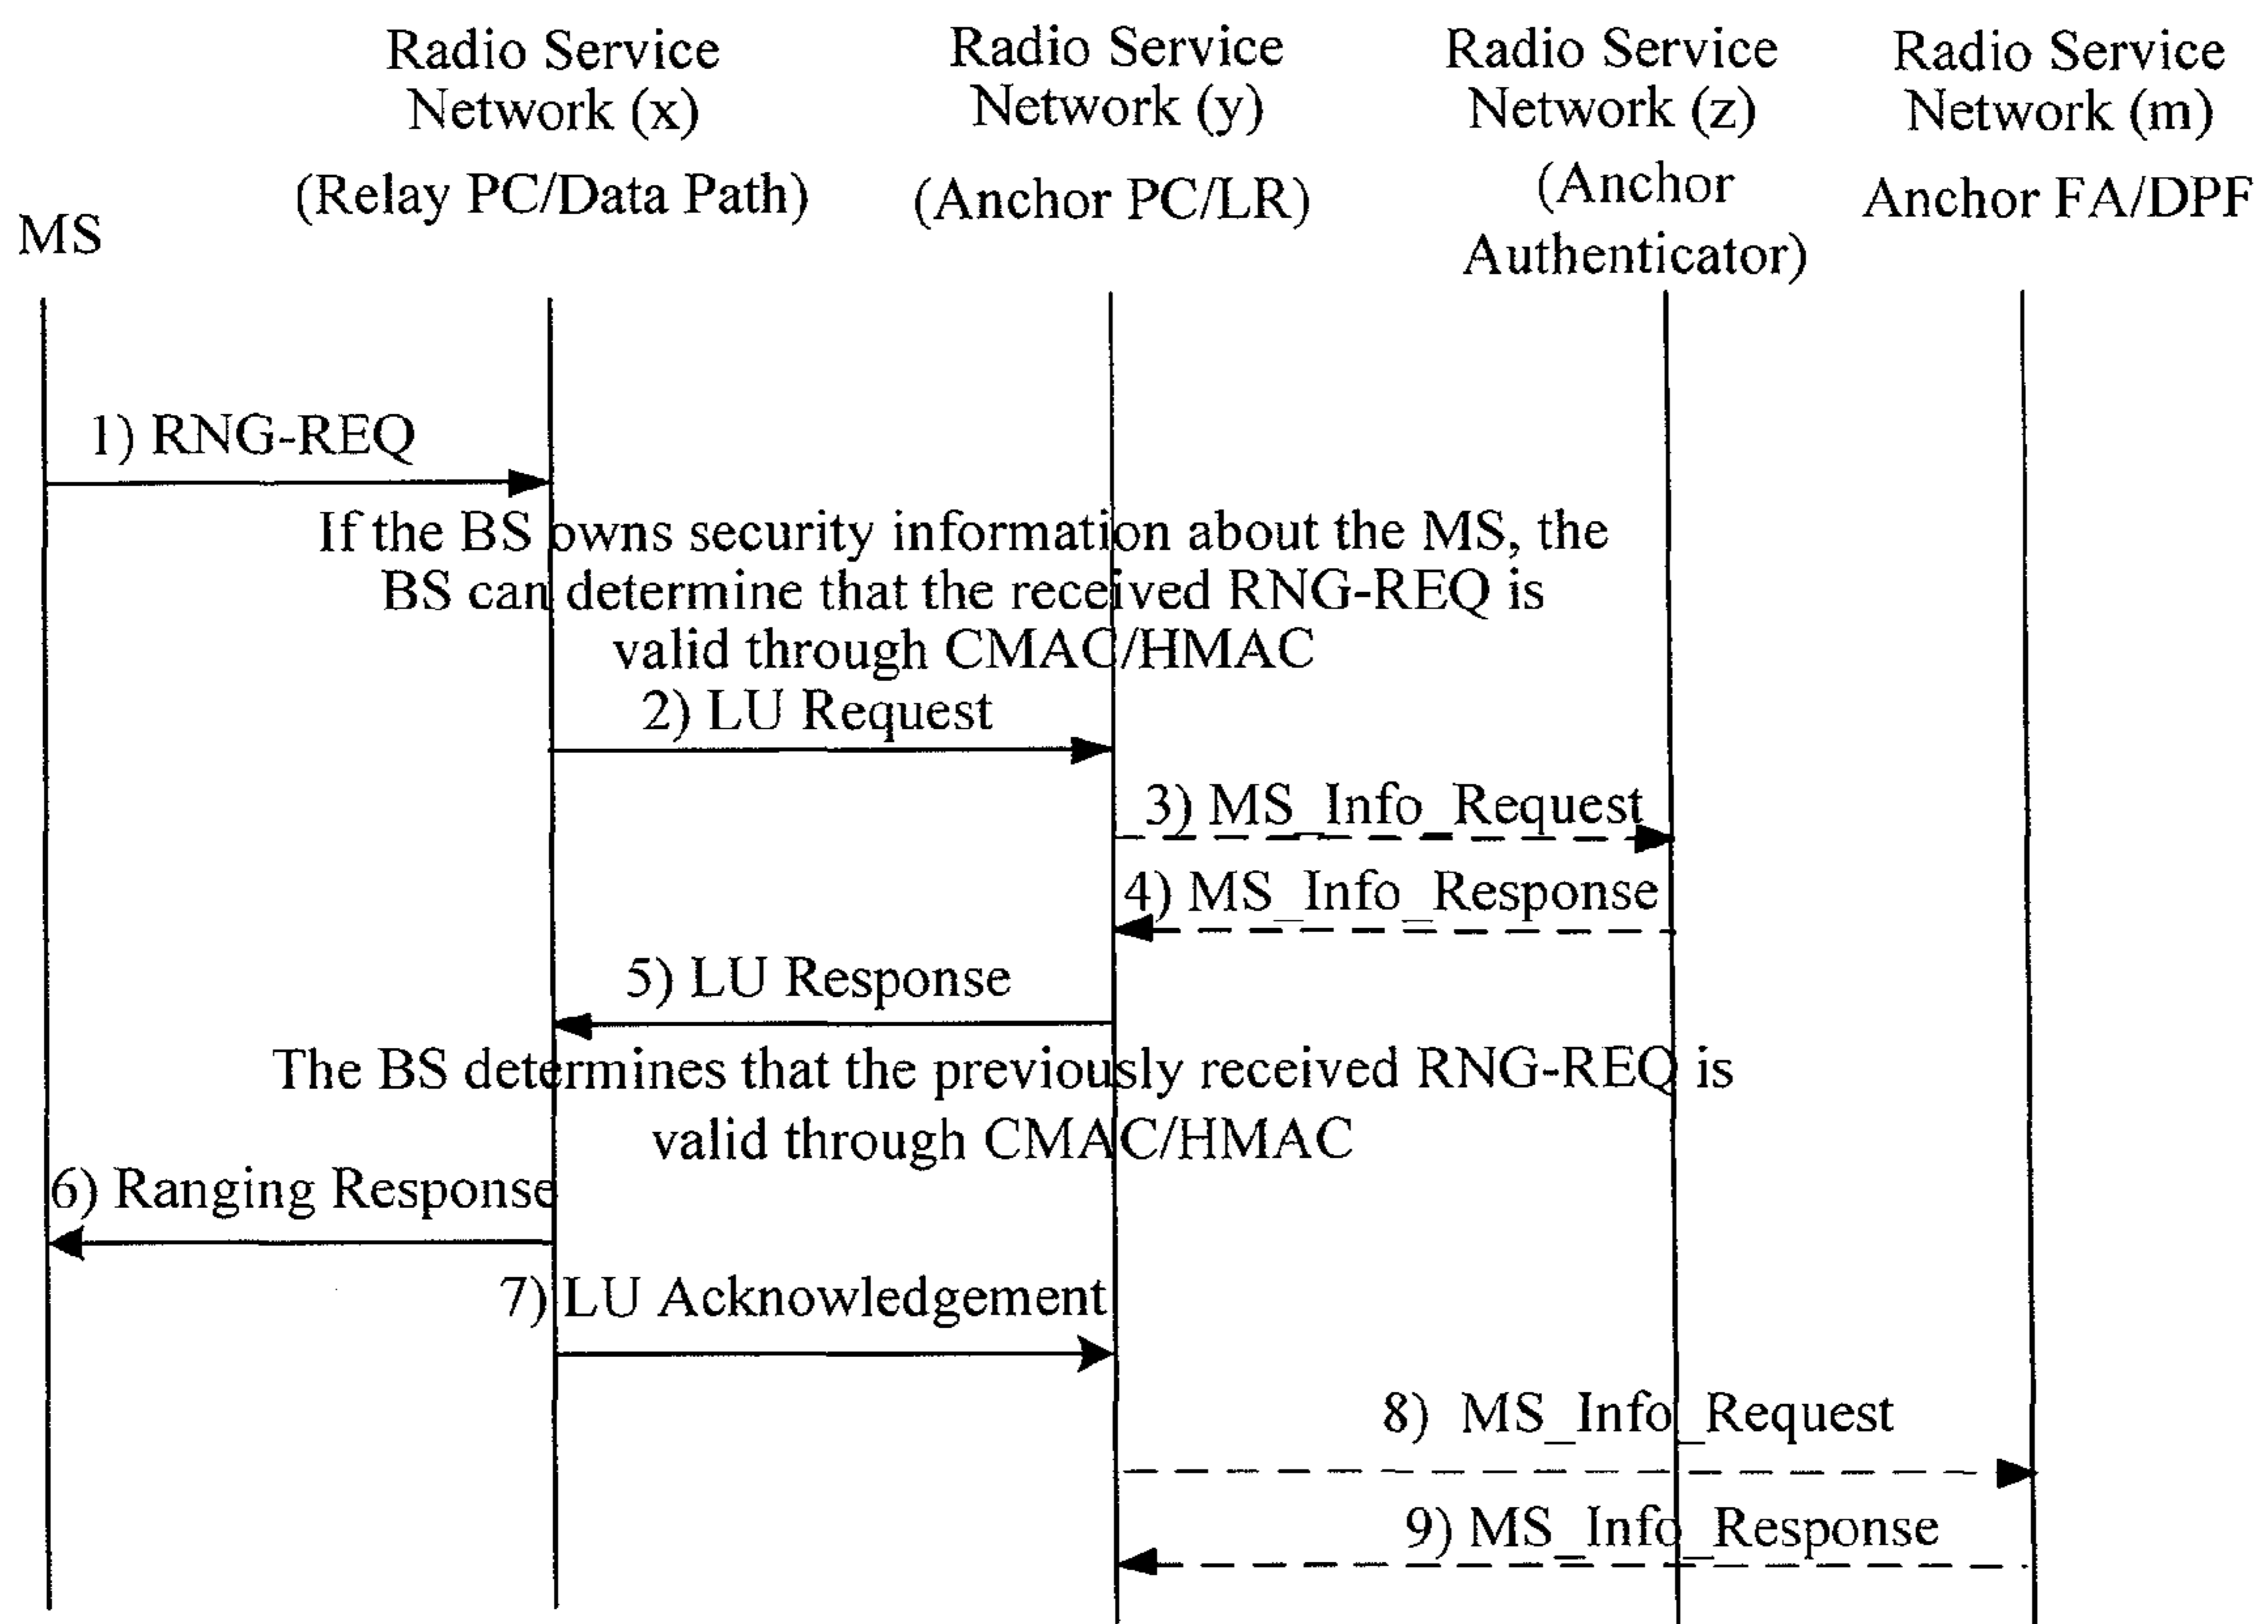 Radio Service
Network (x)
(Relay PC/Data Path)
Radio Service
Network (y)
(Anchor PC/LR)
Radio Service
Network (z)
(Anchor
Authenticator)
Radio Service
Network (m)
Anchor FA/DPF
MS
1) RNG-REQ
If the BS owns security information about the MS, the
BS can determine that the received RNG-REQ is
valid through CMAC/HMAC
2) LU Request
3) MS_Info_Request
4) MS_Info_Response
5) LU Response
The BS determines that the previously received RNG-REQ is
valid through CMAC/HMAC
6) Ranging Response
7) LU Acknowledgement
8) MS_Info_Request
9) MS_Info_Response